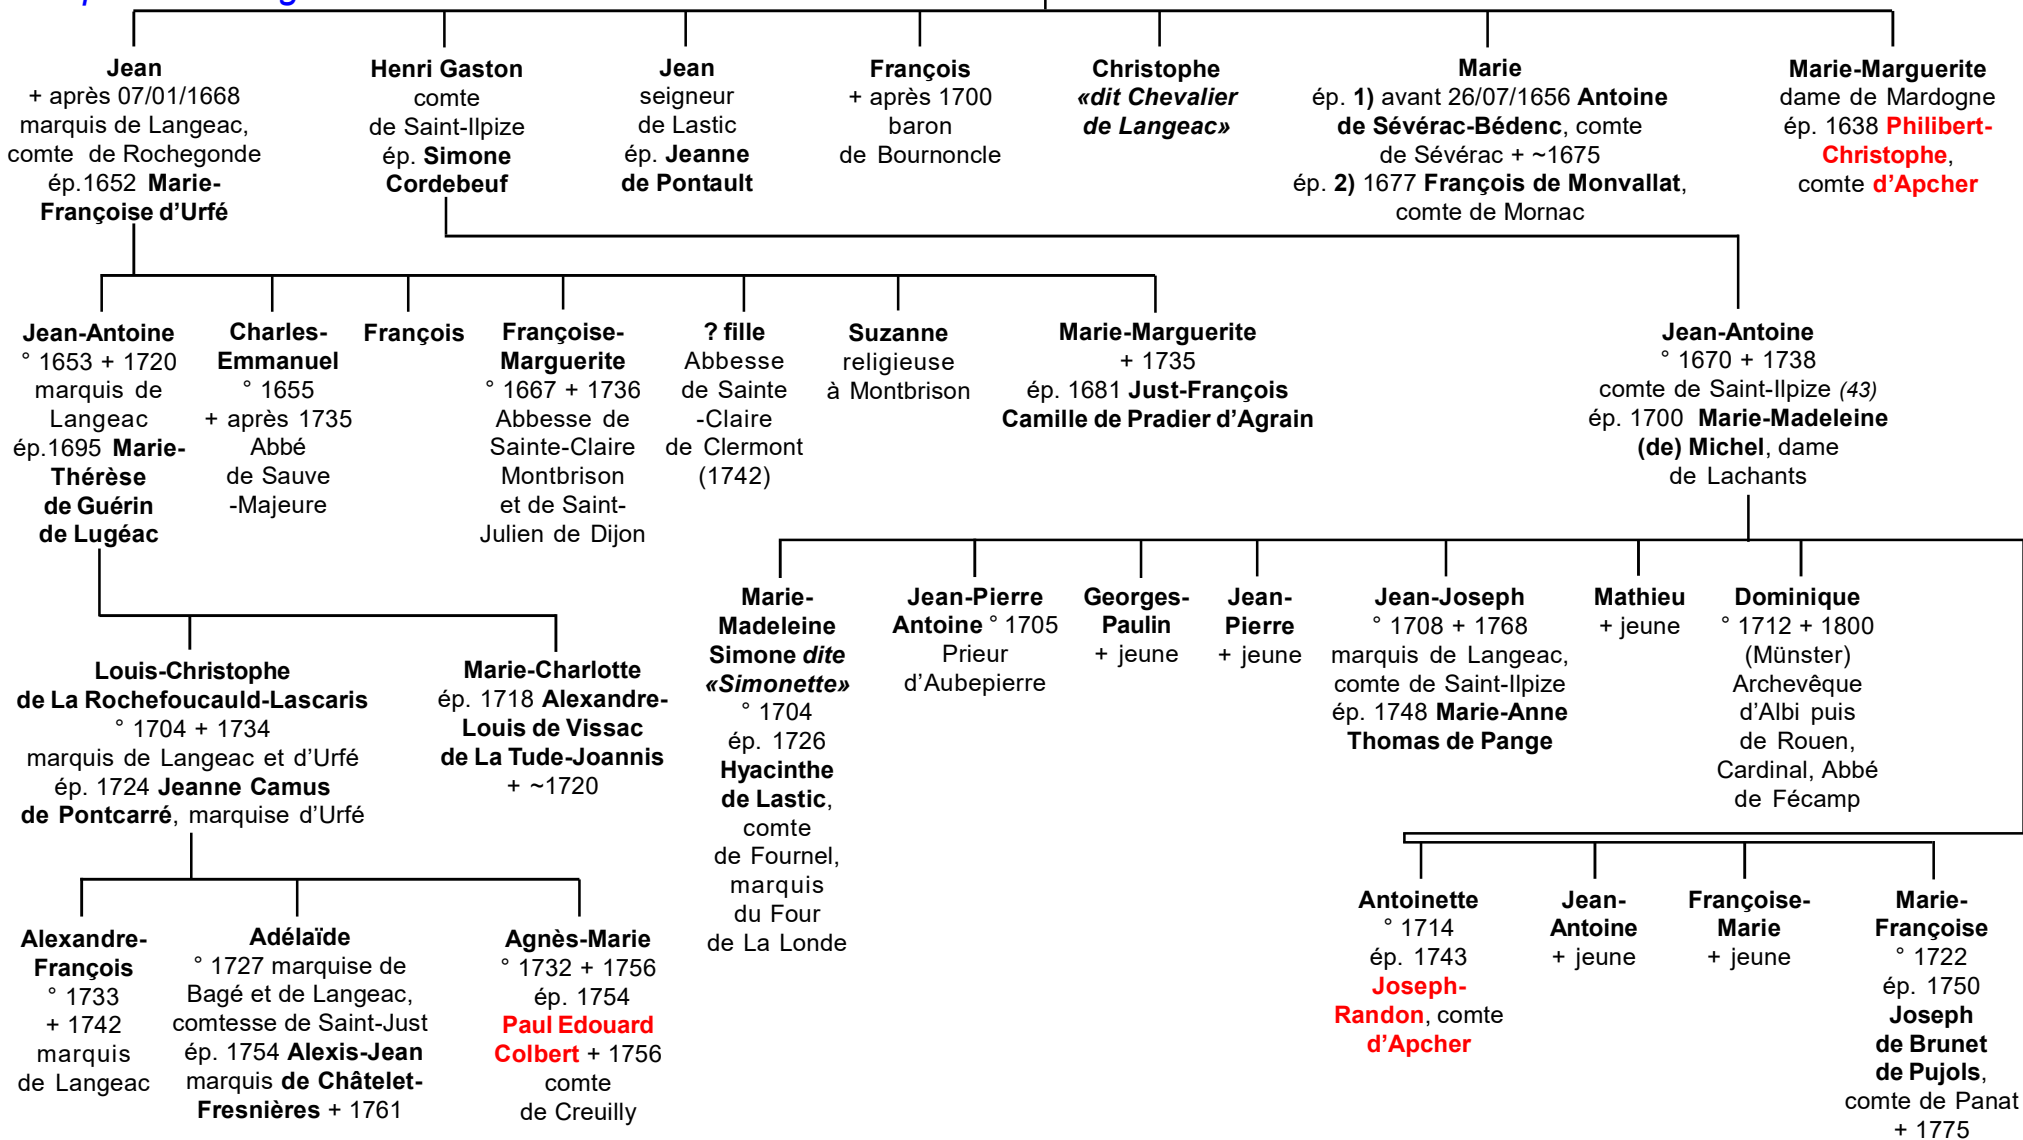 Jean
+ après 07/01/1668
marquis de Langeac,
comte de Rochegonde
ép.1652 Marie-
Françoise d’Urfé
Henri Gaston
comte
de Saint-Ilpize
ép. Simone
Cordebeuf
Jean
seigneur
de Lastic
ép. Jeanne
de Pontault
François
+ après 1700
baron
de Bournoncle
Christophe
«dit Chevalier
de Langeac»
Marie
ép. 1) avant 26/07/1656 Antoine
de Sévérac-Bédenc, comte
de Sévérac + ~1675
ép. 2) 1677 François de Monvallat,
comte de Mornac
Marie-Marguerite
dame de Mardogne
ép. 1638 Philibert-
Christophe,
comte d’Apcher
Jean-Antoine
° 1653 + 1720
marquis de
Langeac
ép.1695 Marie-
Thérèse
de Guérin
de Lugéac
Charles-
Emmanuel
° 1655
+ après 1735
Abbé
de Sauve
-Majeure
François
Françoise-
Marguerite
° 1667 + 1736
Abbesse de
Sainte-Claire
Montbrison
et de Saint-
Julien de Dijon
? fille
Abbesse
de Sainte
-Claire
de Clermont
(1742)
Suzanne
religieuse
à Montbrison
Marie-Marguerite
+ 1735
ép. 1681 Just-François
Camille de Pradier d’Agrain
Jean-Antoine
° 1670 + 1738
comte de Saint-Ilpize (43)
ép. 1700 Marie-Madeleine
(de) Michel, dame
de Lachants
Louis-Christophe
de La Rochefoucauld-Lascaris
° 1704 + 1734
marquis de Langeac et d’Urfé
ép. 1724 Jeanne Camus
de Pontcarré, marquise d’Urfé
Marie-Charlotte
ép. 1718 Alexandre-
Louis de Vissac
de La Tude-Joannis
+ ~1720
Marie-
Madeleine
Simone dite
«Simonette»
° 1704
ép. 1726
Hyacinthe
de Lastic,
comte
de Fournel,
marquis
du Four
de La Londe
Jean-Pierre
Antoine ° 1705
Prieur
d’Aubepierre
Georges-
Paulin
+ jeune
Jean-
Pierre
+ jeune
Jean-Joseph
° 1708 + 1768
marquis de Langeac,
comte de Saint-Ilpize
ép. 1748 Marie-Anne
Thomas de Pange
Mathieu
+ jeune
Dominique
° 1712 + 1800
(Münster)
Archevêque
d’Albi puis
de Rouen,
Cardinal, Abbé
de Fécamp
Alexandre-
François
° 1733
+ 1742
marquis
de Langeac
Adélaïde
° 1727 marquise de
Bagé et de Langeac,
comtesse de Saint-Just
ép. 1754 Alexis-Jean
marquis de Châtelet-
Fresnières + 1761
Agnès-Marie
° 1732 + 1756
ép. 1754
Paul Edouard
Colbert + 1756
comte
de Creuilly
Antoinette
° 1714
ép. 1743
Joseph-
Randon, comte
d’Apcher
Jean-
Antoine
+ jeune
Françoise-
Marie
+ jeune
Marie-
Françoise
° 1722
ép. 1750
Joseph
de Brunet
de Pujols,
comte de Panat
+ 1775